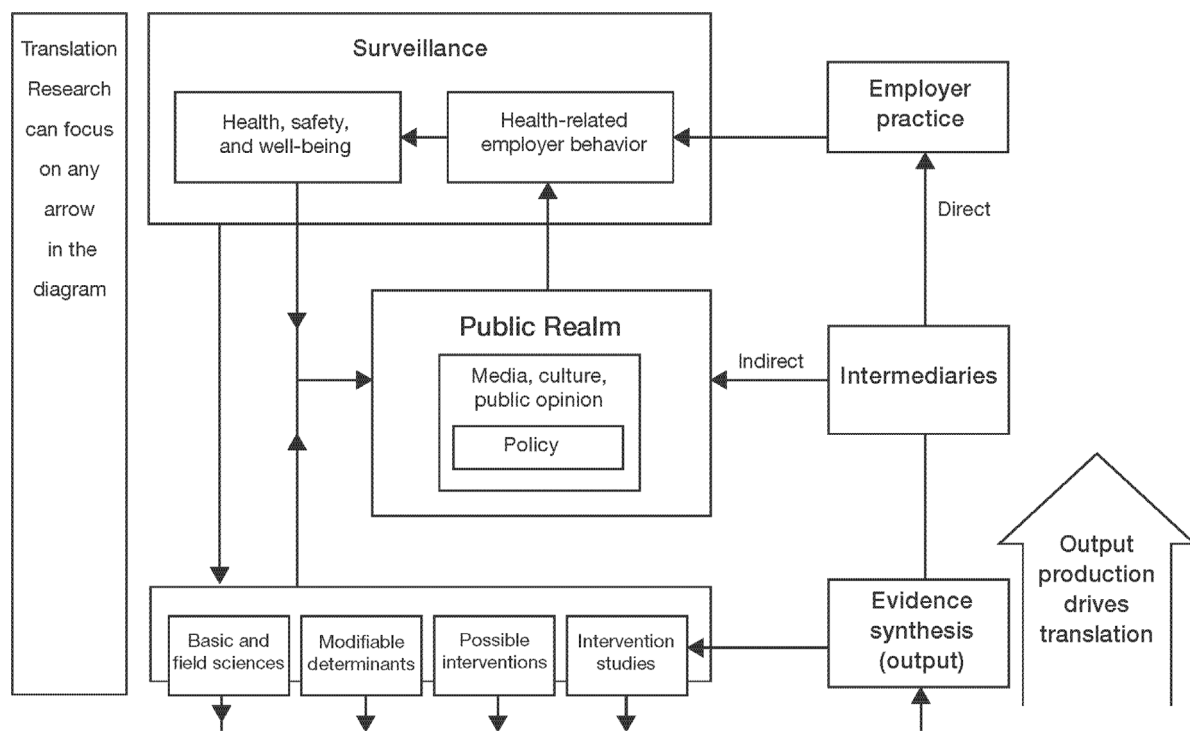 Translation
Research
can focus
on any
arrow
in the
diagram
Surveillance
Health, safety,
and well-being
Health-related
employer behavior
Employer
practice
Direct
Public Realm
Media, culture,
public opinion
Policy
Indirect
Intermediaries
Output
production
drives
translation
Evidence
synthesis
(output)
Basic and
field sciences
Modifiable
determinants
Possible
interventions
Intervention
studies